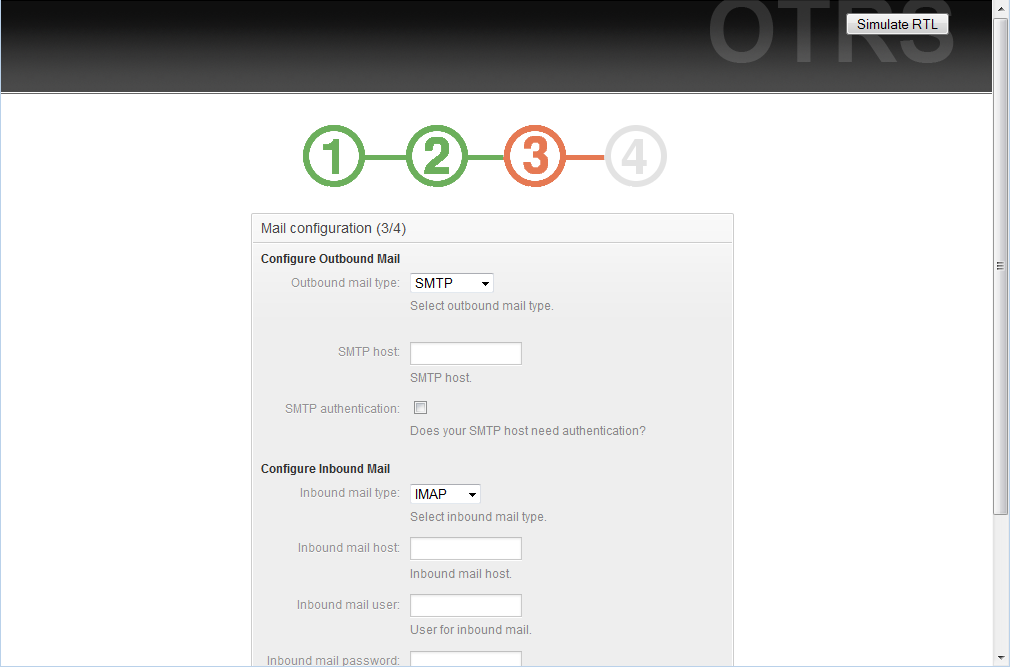 OTRS
Simulate RTL
1 2 3 4
Mail configuration (3/4)
Configure Outbound Mail
Outbound mail type: SMTP
Select outbound mail type.
SMTP host:
SMTP host.
SMTP authentication:
Does your SMTP host need authentication?
Configure Inbound Mail
Inbound mail type: IMAP
Select inbound mail type.
Inbound mail host:
Inbound mail host.
Inbound mail user:
User for inbound mail.
Inbound mail password: